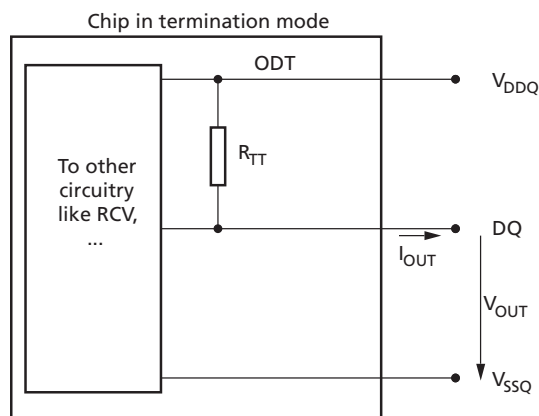 Chip in termination mode
ODT
V_DDQ
To other
circuitry
like RCV,
...
R_TT
DQ
I_OUT
V_OUT
V_SSQ